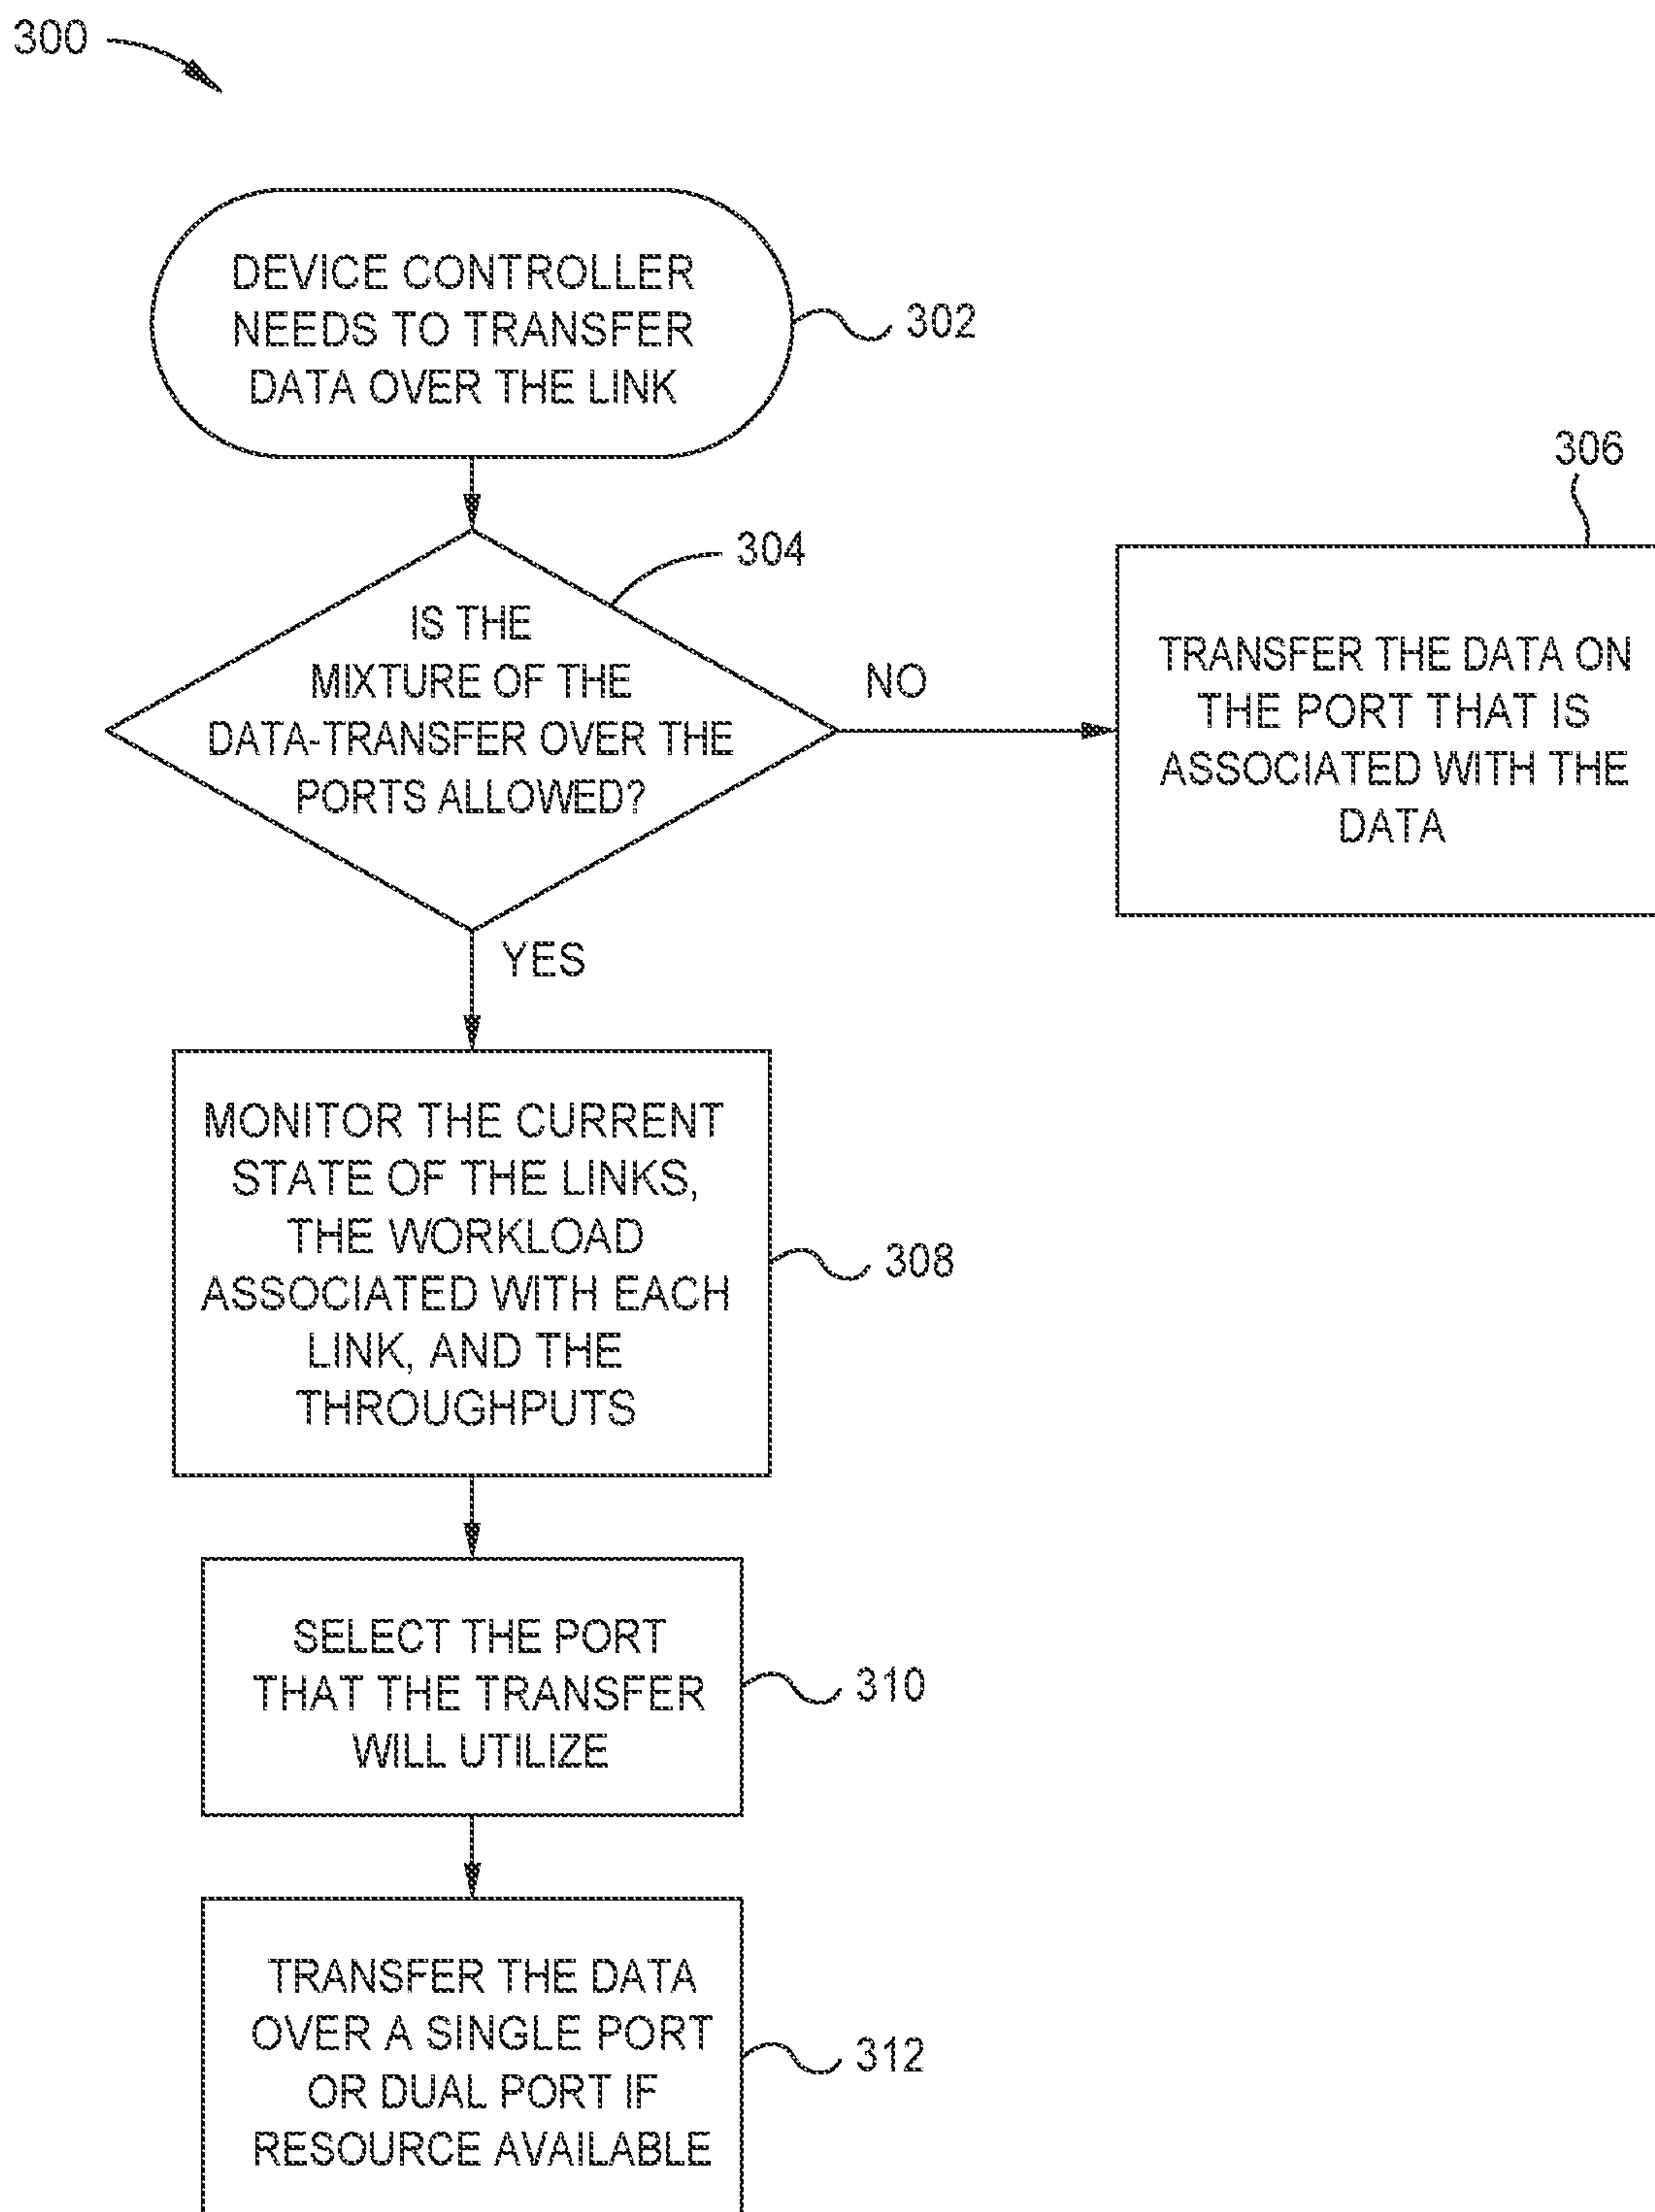 300
DEVICE CONTROLLER
NEEDS TO TRANSFER
DATA OVER THE LINK
302
304
IS THE
MIXTURE OF THE
DATA-TRANSFER OVER THE
PORTS ALLOWED?
NO
306
TRANSFER THE DATA ON
THE PORT THAT IS
ASSOCIATED WITH THE
DATA
YES
MONITOR THE CURRENT
STATE OF THE LINKS,
THE WORKLOAD
ASSOCIATED WITH EACH
LINK, AND THE
THROUGHPUTS
308
SELECT THE PORT
THAT THE TRANSFER
WILL UTILIZE
310
TRANSFER THE DATA
OVER A SINGLE PORT
OR DUAL PORT IF
RESOURCE AVAILABLE
312